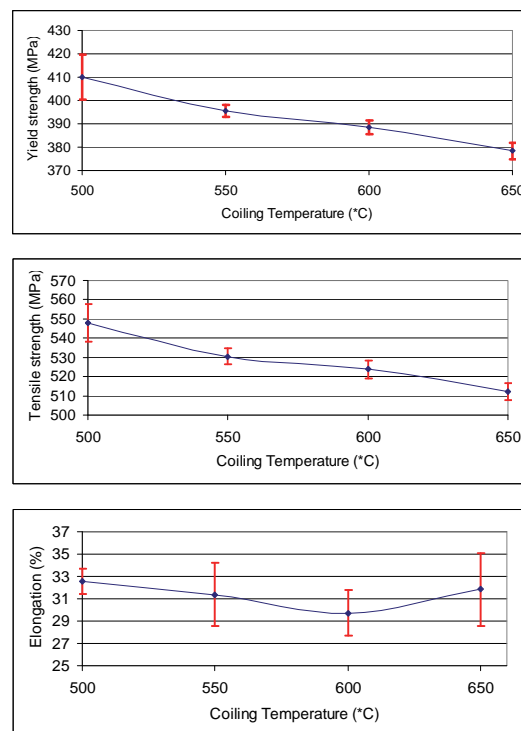 Yield strength (MPa)
430
420
410
400
390
380
370
500 550 600 650
Coiling Temperature (*C)
Tensile strength (MPa)
570
560
550
540
530
520
510
500
500 550 600 650
Coiling Temperature (*C)
Elongation (%)
37
35
33
31
29
27
25
500 550 600 650
Coiling Temperature (*C)